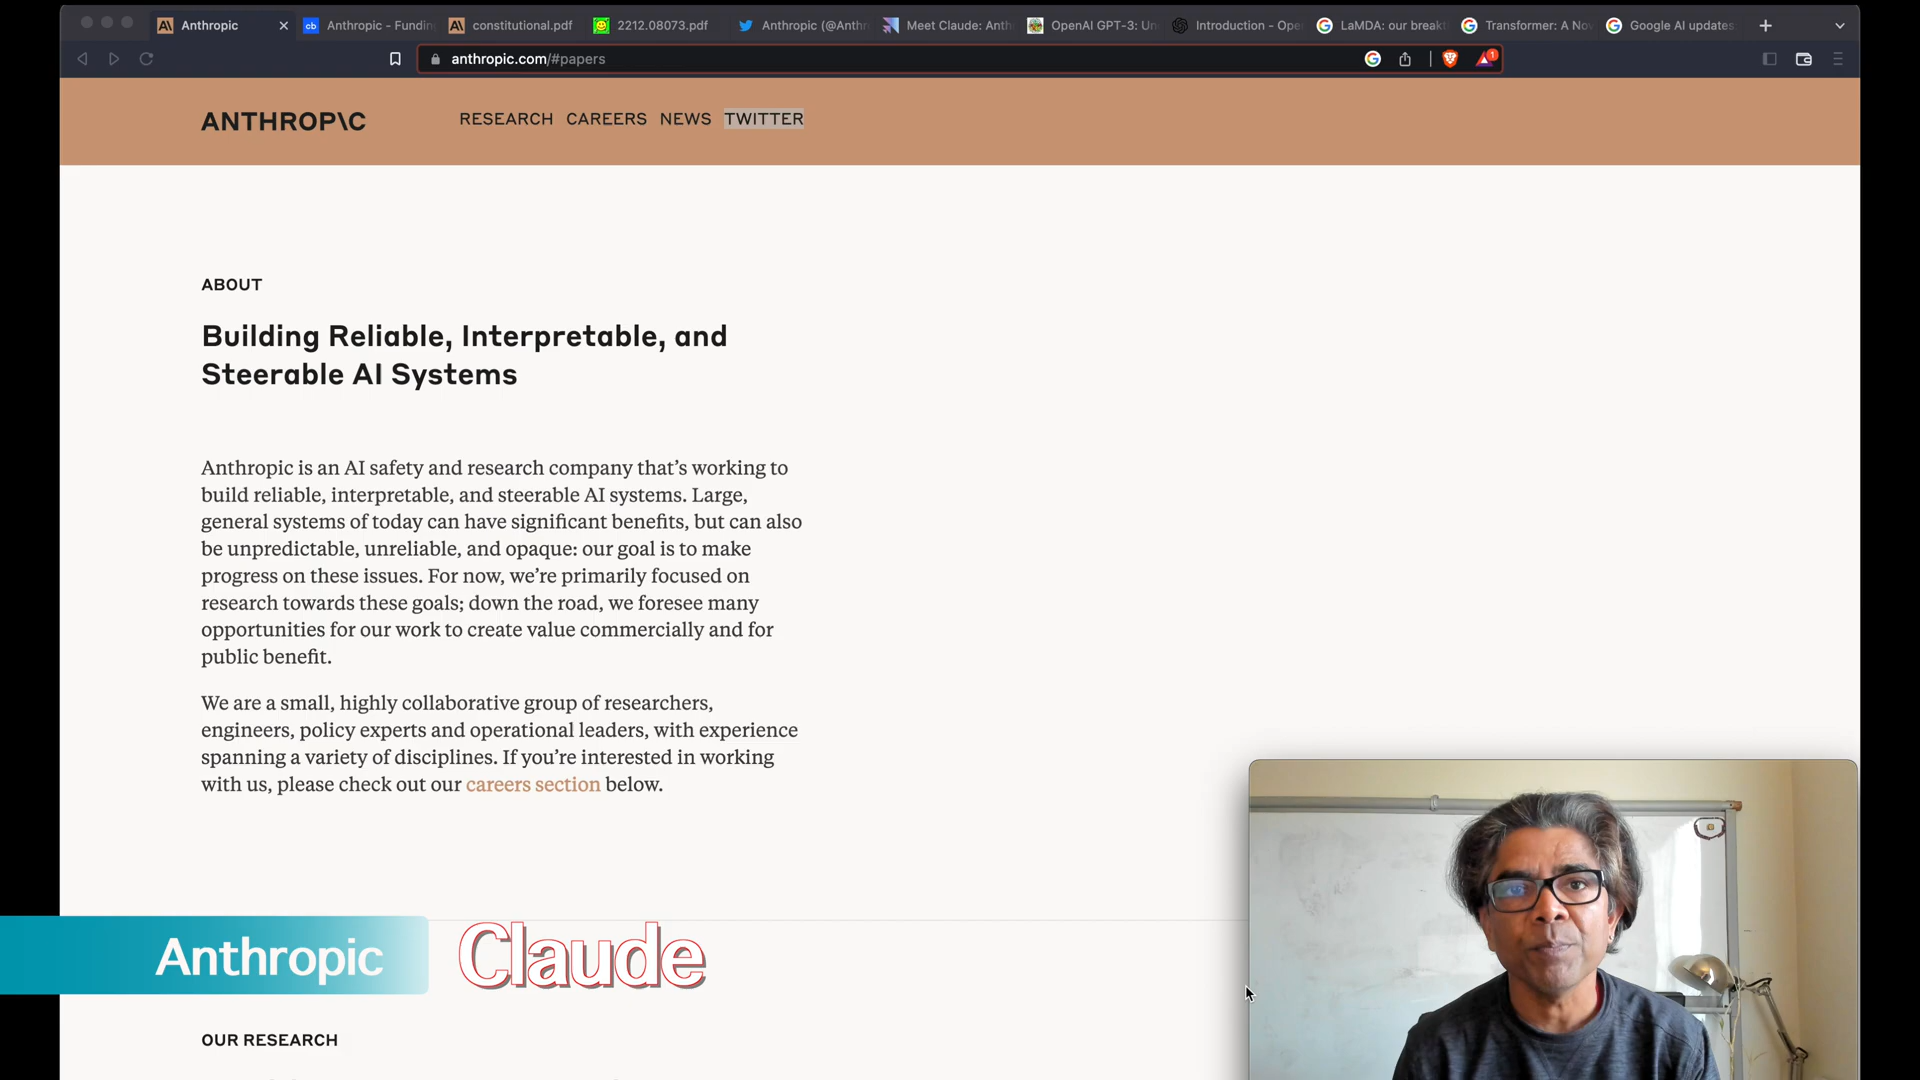 Anthropic
Anthropic - Fundin
constitutional.pdf
2212.08073.pdf
Anthropic (@Anthr
Meet Claude: Anth
OpenAI GPT-3: Un
Introduction - Ope
LaMDA: our breakt
Transformer: A Nov
Google AI updates
anthropic.com/#papers
1
ANTHROP\C
RESEARCH CAREERS NEWS TWITTER
ABOUT
Building Reliable, Interpretable, and
Steerable AI Systems
Anthropic is an AI safety and research company that’s working to
build reliable, interpretable, and steerable AI systems. Large,
general systems of today can have significant benefits, but can also
be unpredictable, unreliable, and opaque: our goal is to make
progress on these issues. For now, we’re primarily focused on
research towards these goals; down the road, we foresee many
opportunities for our work to create value commercially and for
public benefit.
We are a small, highly collaborative group of researchers,
engineers, policy experts and operational leaders, with experience
spanning a variety of disciplines. If you’re interested in working
with us, please check out our careers section below.
Anthropic
Claude
OUR RESEARCH